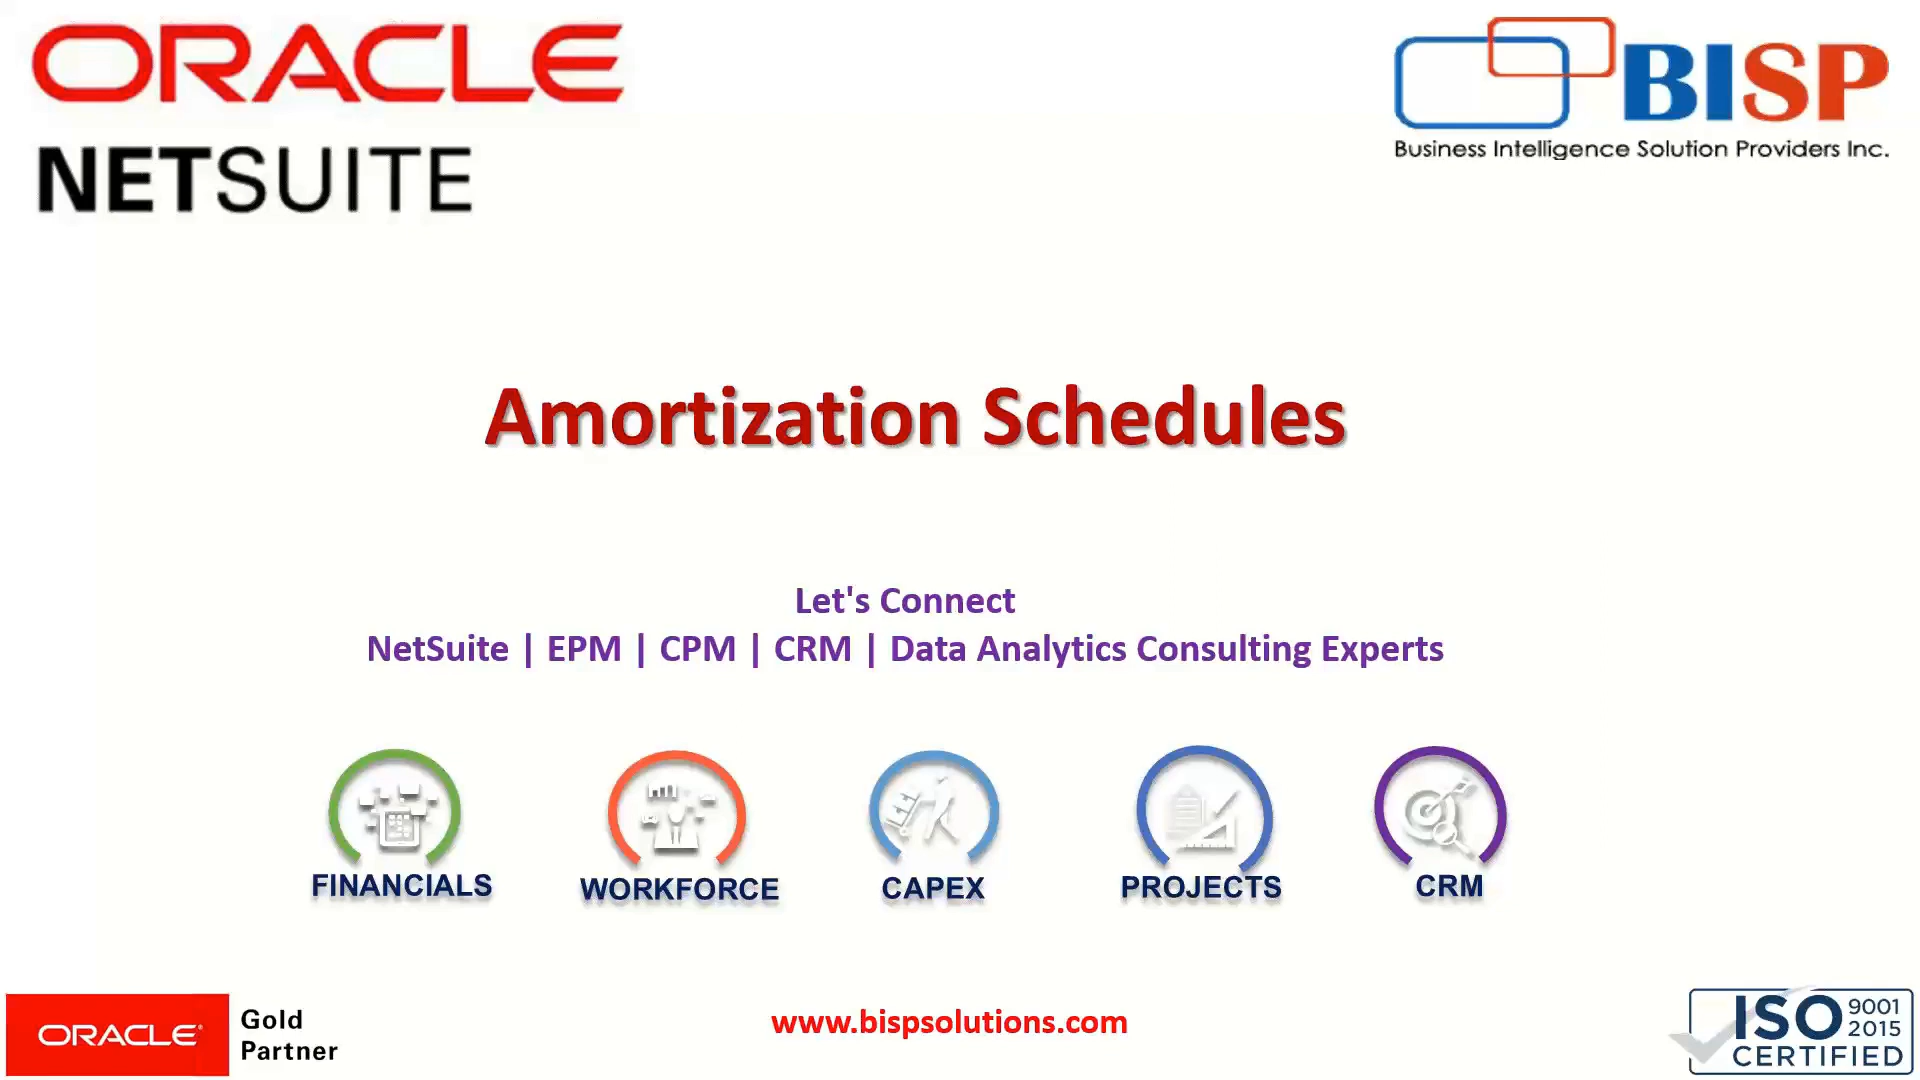 ORACLE
NETSUITE
BISP
Business Intelligence Solution Providers Inc.
Amortization Schedules
Let's Connect
NetSuite | EPM | CPM | CRM | Data Analytics Consulting Experts
FINANCIALS
WORKFORCE
CAPEX
PROJECTS
CRM
ORACLE®
Gold
Partner
www.bispsolutions.com
ISO 9001
2015
CERTIFIED